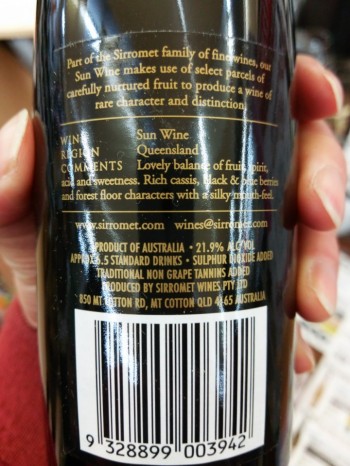 Part of the Sirromet family of fine wines, our
Sun Wine makes use of select parcels of
carefully nurtured fruit to produce a wine of
rare character and distinction.
WINE Sun Wine
REGION Queensland
COMMENTS Lovely balance of fruit, spirit,
acid and sweetness. Rich cassis, black & blue berries
and forest floor characters with a silky mouth-feel.
www.sirromet.com wines@sirromet.com
PRODUCT OF AUSTRALIA • 21.9% ALC/VOL
APPROX 6.5 STANDARD DRINKS • SULPHUR DIOXIDE ADDED
TRADITIONAL NON GRAPE TANNINS ADDED
PRODUCED BY SIRROMET WINES PTY LTD
850 MT COTTON RD, MT COTTON QLD 4165 AUSTRALIA
9 328899 003942